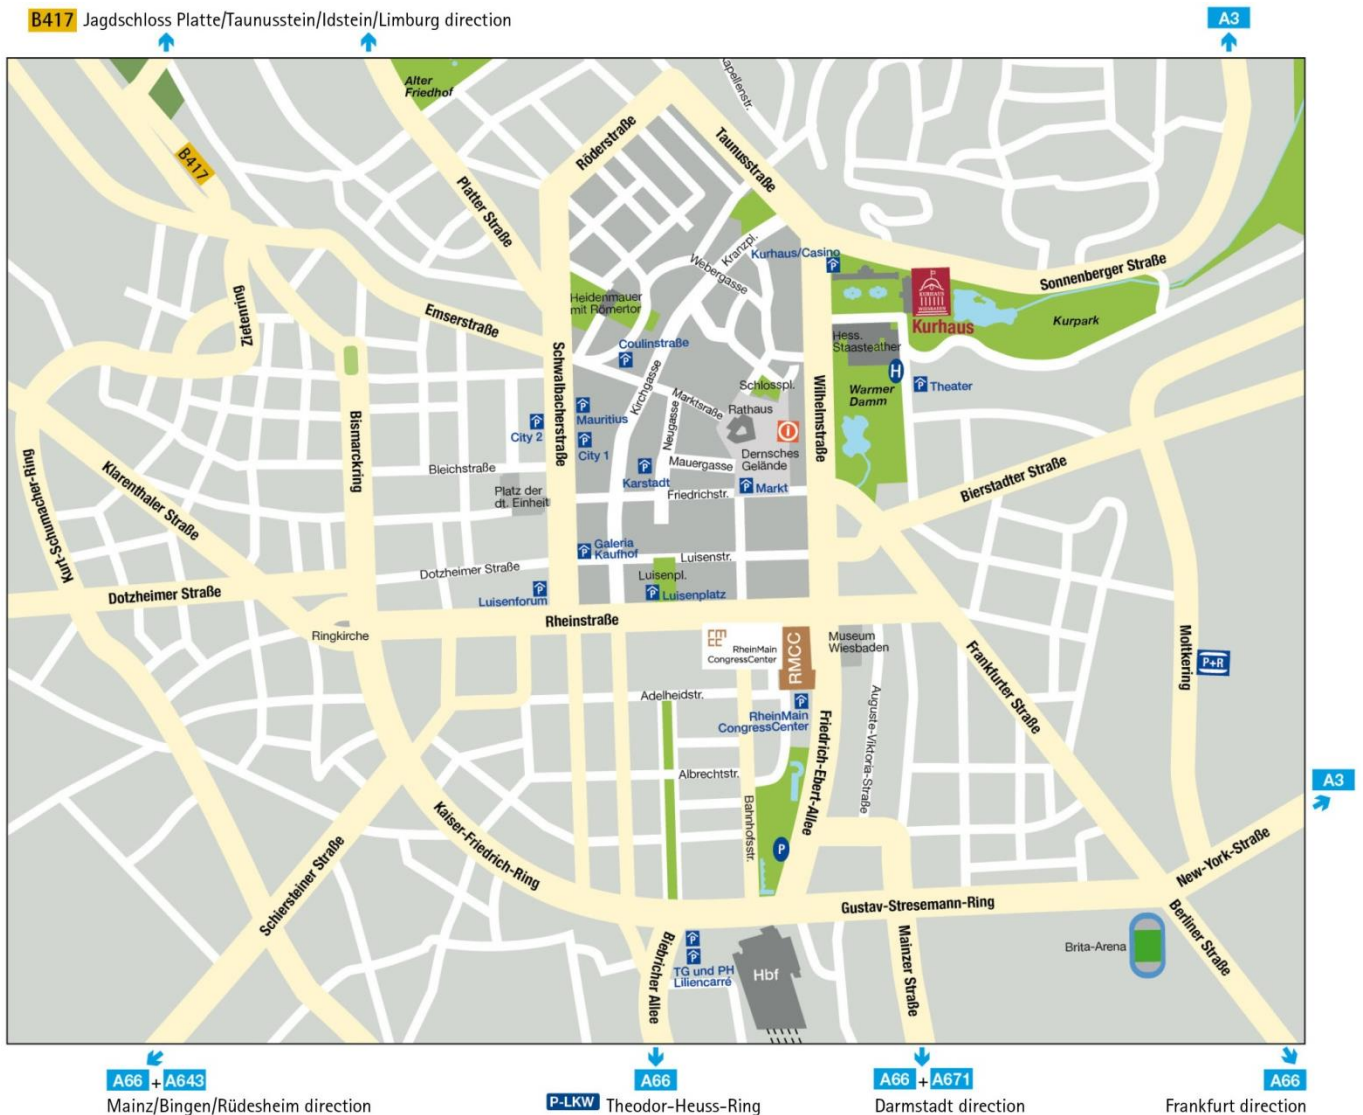 B417 Jagdschloss Platte/Taunusstein/Idstein/Limburg direction
A3
Alter
Friedhof
Kapellenstr.
B417
Röderstraße
Taunusstraße
Platter Straße
Kranzpl.
Kurhaus/Casino
P
Webergasse
Sonnenberger Straße
Zietenring
Heidenmauer
mit Römertor
KURHAUS
WIESBADEN
Kurhaus
Kurpark
Emserstraße
Coulinstraße
P
Hess.
Staasteather
Schwalbacherstraße
Kirchgasse
Schlosspl.
Wilhelmstraße
H
Warmer
Damm
P Theater
Marktsraße
Rathaus
Neugasse
Bismarckring
P
Mauritius
P
City 2
P
City 1
Dernsches
Gelände
Kurt-Schumacher-Ring
Klarenthaler Straße
Bleichstraße
P
Karstadt
Mauergasse
Bierstadter Straße
Platz der
dt. Einheit
Friedrichstr.
P Markt
P Galeria
Kaufhof
Luisenstr.
Dotzheimer Straße
Dotzheimer Straße
Luisenpl.
P Luisenplatz
P
Luisenforum
Rheinstraße
Ringkirche
RheinMain
CongressCenter
RMCC
Museum
Wiesbaden
Moltkering
P+R
Frankfurter Straße
Adelheidstr.
P
RheinMain
CongressCenter
Friedrich-Ebert-Allee
Auguste-Viktoria-Straße
Albrechtstr.
Bahnhofsstr.
A3
P
Kaiser-Friedrich-Ring
Schiersteiner Straße
New-York-Straße
Gustav-Stresemann-Ring
Biebricher Allee
P
P
TG und PH
Liliencarré
Hbf
Mainzer Straße
Brita-Arena
Berliner Straße
A66 + A643
Mainz/Bingen/Rüdesheim direction
A66
P-LKW Theodor-Heuss-Ring
A66 + A671
Darmstadt direction
A66
Frankfurt direction